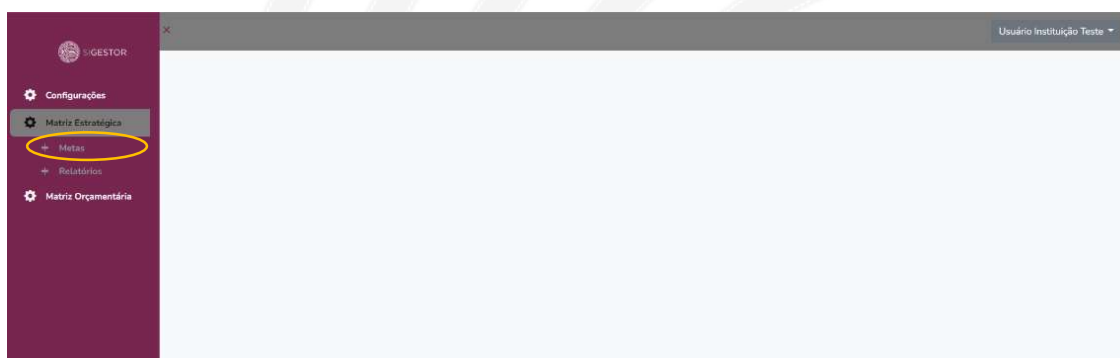 ×
Usuário Instituição Teste
SIGESTOR
Configurações
Matriz Estratégica
Metas
Relatórios
Matriz Orçamentária